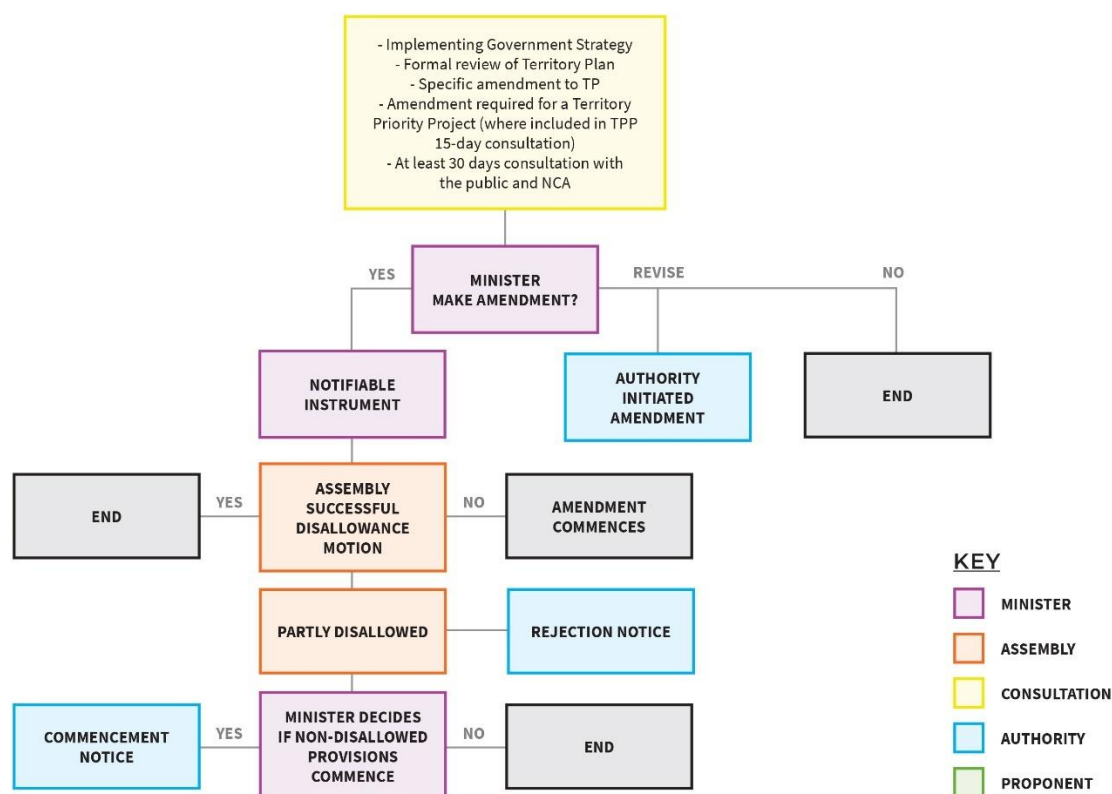 - Implementing Government Strategy
- Formal review of Territory Plan
- Specific amendment to TP
- Amendment required for a Territory
Priority Project (where included in TPP
15-day consultation)
- At least 30 days consultation with
the public and NCA
YES
MINISTER
MAKE AMENDMENT?
REVISE
NO
NOTIFIABLE
INSTRUMENT
AUTHORITY
INITIATED
AMENDMENT
END
END
YES
ASSEMBLY
SUCCESSFUL
DISALLOWANCE
MOTION
NO
AMENDMENT
COMMENCES
PARTLY DISALLOWED
REJECTION NOTICE
COMMENCEMENT
NOTICE
YES
MINISTER DECIDES
IF NON-DISALLOWED
PROVISIONS
COMMENCE
NO
END
KEY
MINISTER
ASSEMBLY
CONSULTATION
AUTHORITY
PROPONENT